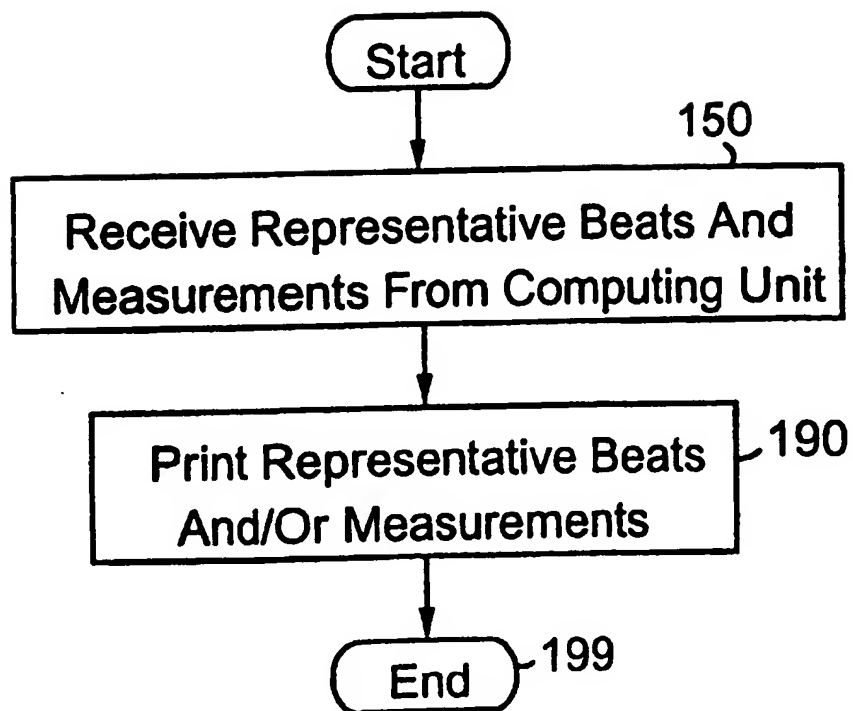 Start
150
Receive Representative Beats And
Measurements From Computing Unit
Print Representative Beats
And/Or Measurements
190
End
199